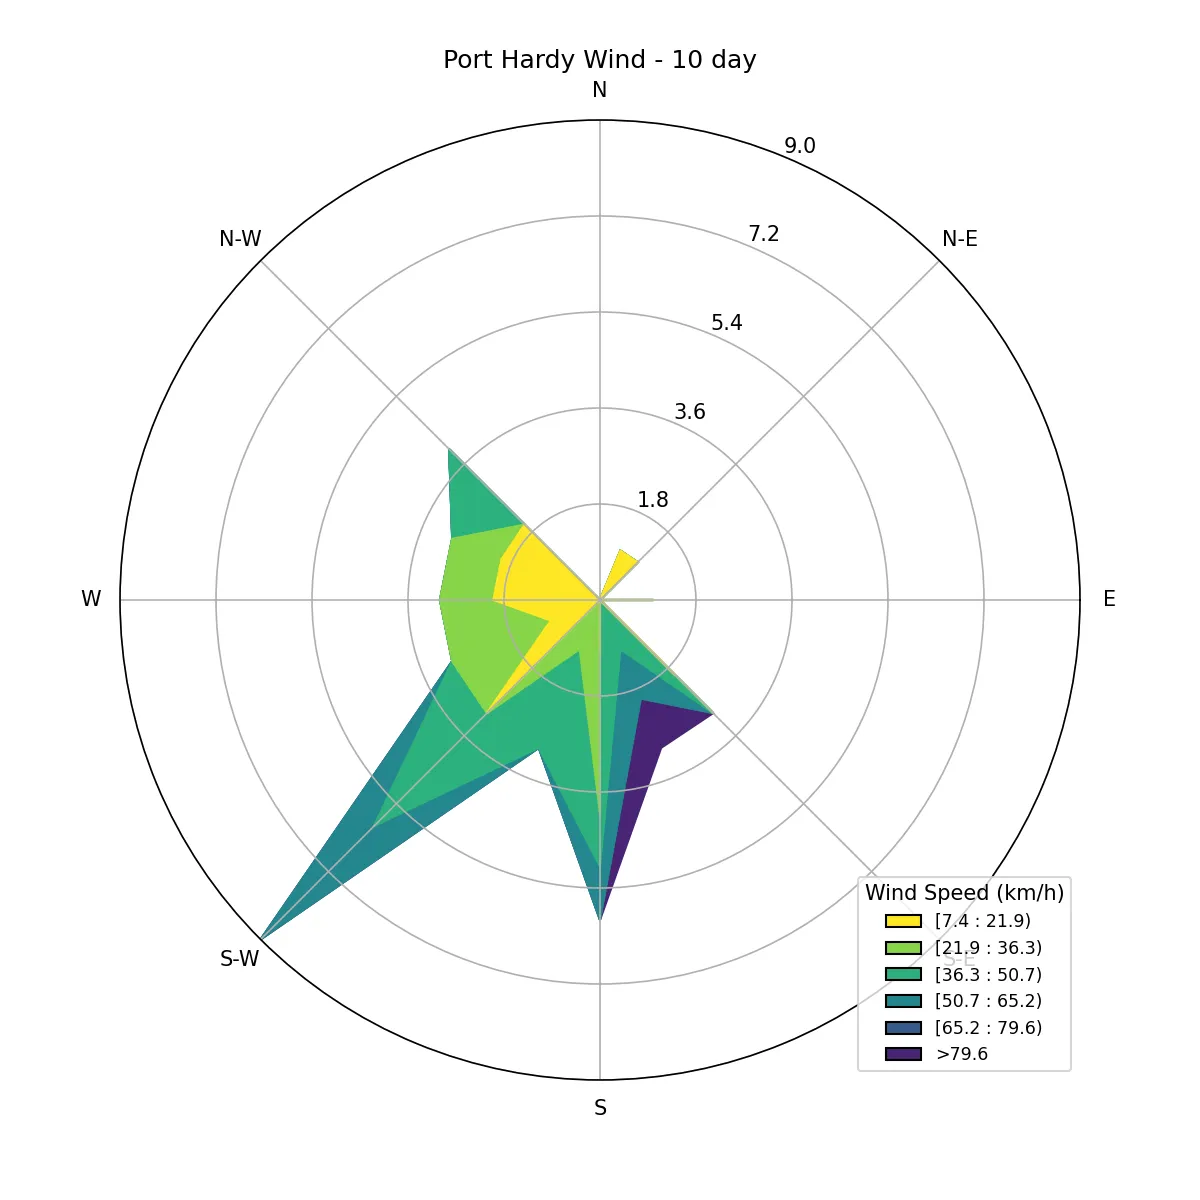 Port Hardy Wind - 10 day
N
9.0
N-W
N-E
7.2
5.4
3.6
1.8
W
E
S-W
S-E
S
Wind Speed (km/h)
[7.4 : 21.9)
[21.9 : 36.3)
[36.3 : 50.7)
[50.7 : 65.2)
[65.2 : 79.6)
>79.6